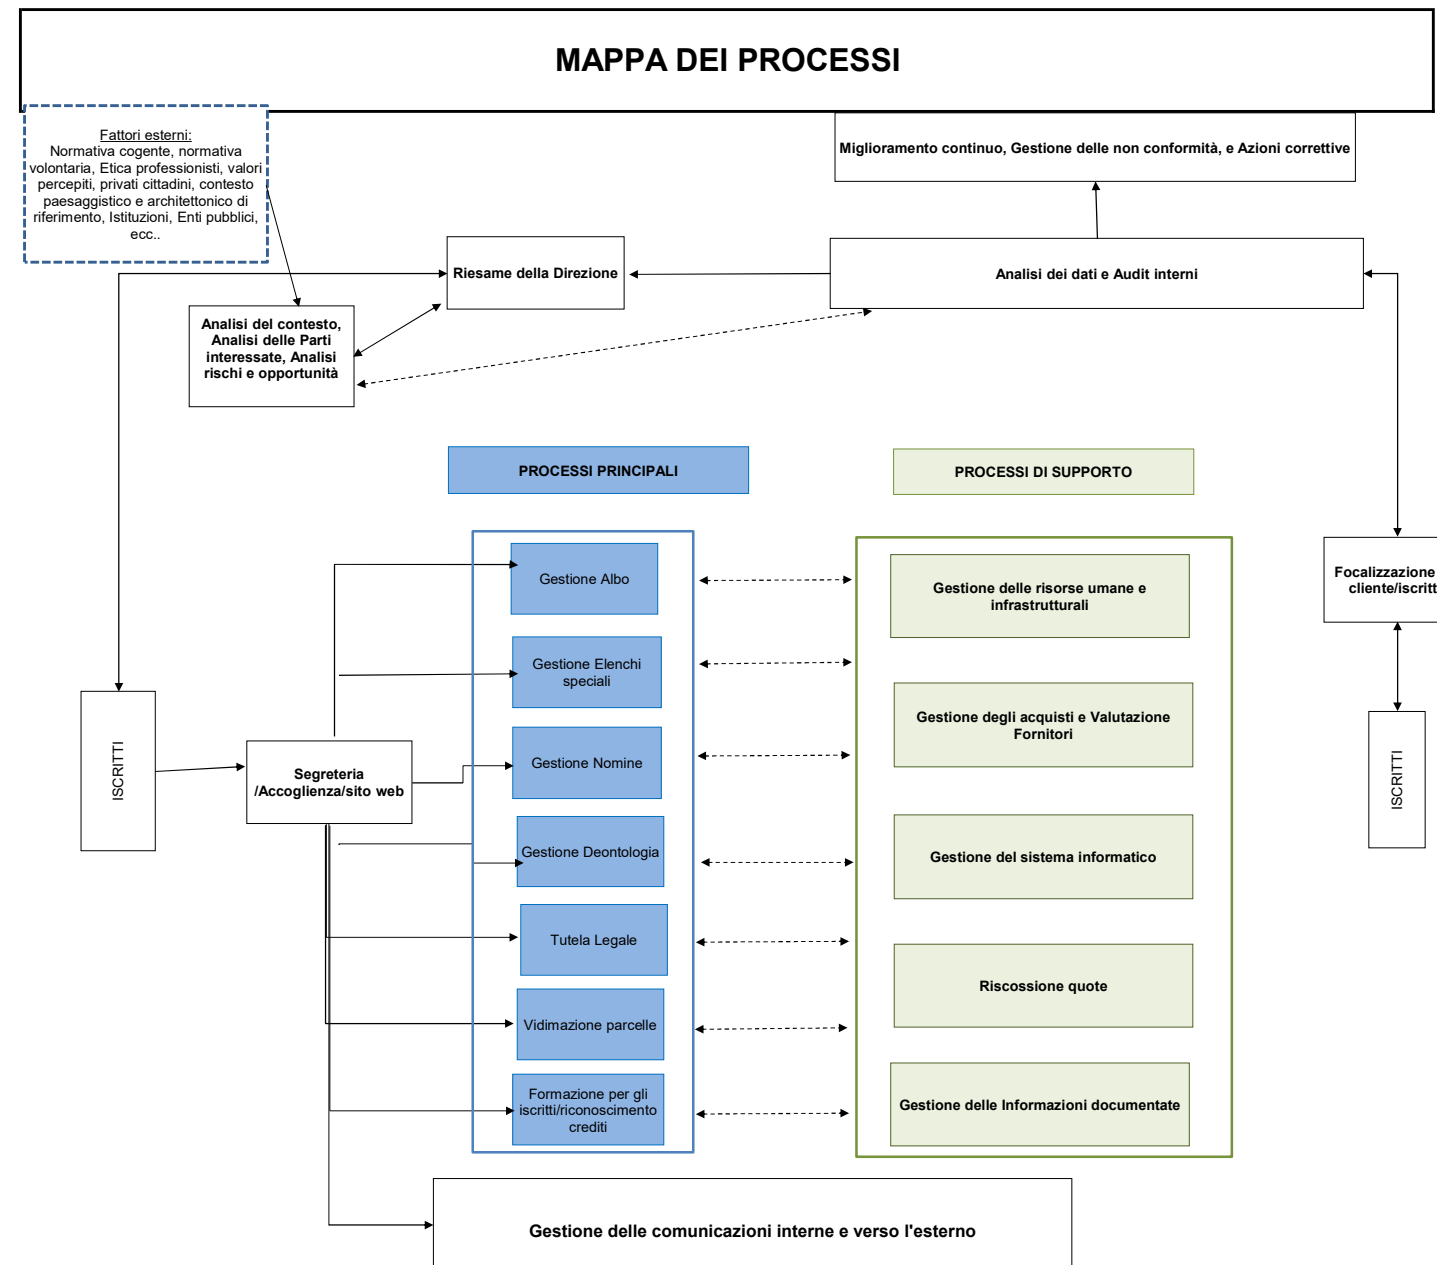 MAPPA DEI PROCESSI
Fattori esterni:
Normativa cogente, normativa
volontaria, Etica professionisti, valori
percepiti, privati cittadini, contesto
paesaggistico e architettonico di
riferimento, Istituzioni, Enti pubblici,
ecc..
Miglioramento continuo, Gestione delle non conformità, e Azioni correttive
Riesame della Direzione
Analisi dei dati e Audit interni
Analisi del contesto,
Analisi delle Parti
interessate, Analisi
rischi e opportunità
PROCESSI PRINCIPALI
PROCESSI DI SUPPORTO
Gestione Albo
Gestione Elenchi
speciali
Gestione Nomine
Gestione Deontologia
Tutela Legale
Vidimazione parcelle
Formazione per gli
iscritti/riconoscimento
crediti
Gestione delle risorse umane e
infrastrutturali
Gestione degli acquisti e Valutazione
Fornitori
Gestione del sistema informatico
Riscossione quote
Gestione delle Informazioni documentate
Focalizzazione
cliente/iscritt
ISCRITTI
Segreteria
/Accoglienza/sito web
ISCRITTI
Gestione delle comunicazioni interne e verso l'esterno